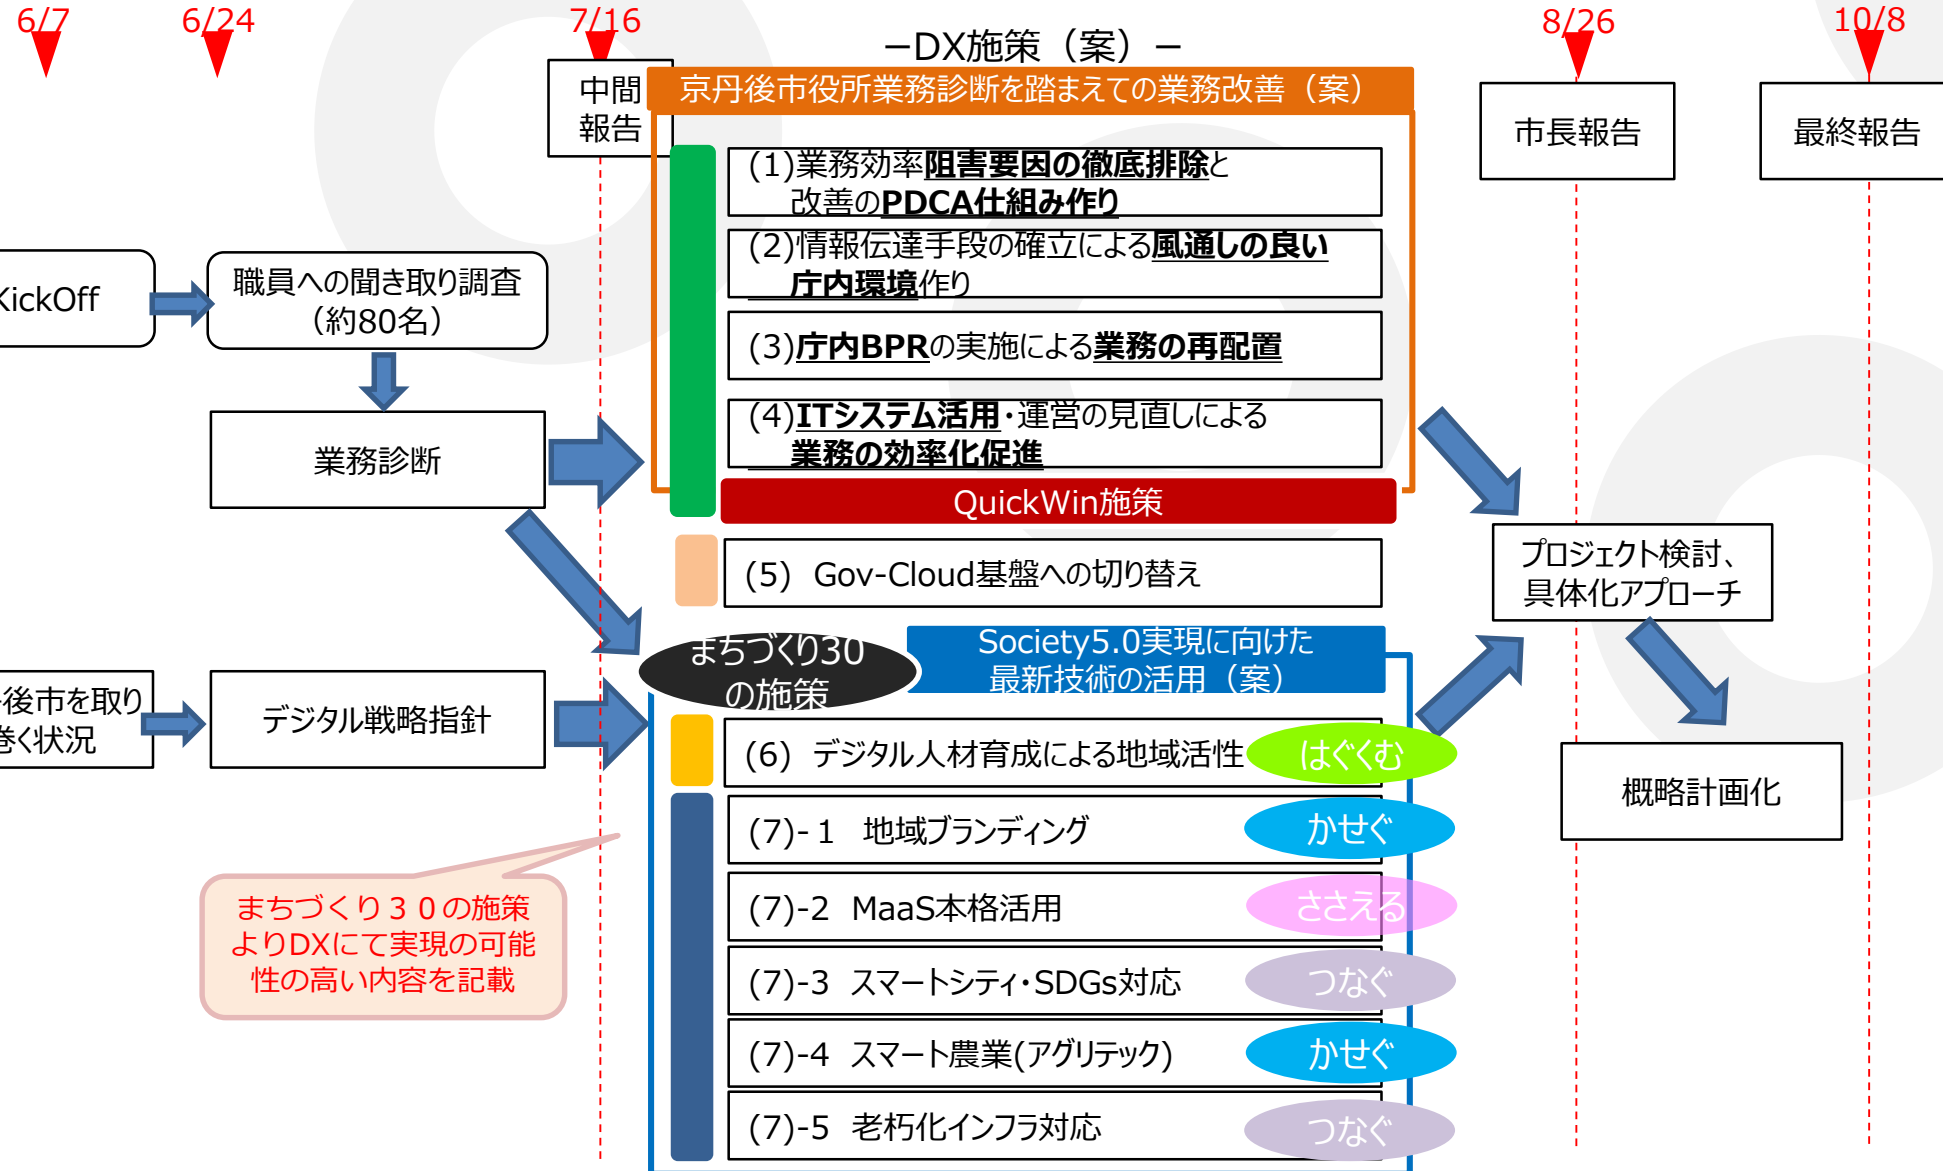 6/7
6/24
7/16
8/26
10/8
－DX施策（案）－
中間
報告
京丹後市役所業務診断を踏まえての業務改善（案）
市長報告
最終報告
(1)業務効率阻害要因の徹底排除と
改善のPDCA仕組み作り
(2)情報伝達手段の確立による風通しの良い
庁内環境作り
(3)庁内BPRの実施による業務の再配置
(4)ITシステム活用・運営の見直しによる
業務の効率化促進
QuickWin施策
KickOff
職員への聞き取り調査
（約80名）
業務診断
(5) Gov-Cloud基盤への切り替え
プロジェクト検討、
具体化アプローチ
まちづくり30
の施策
Society5.0実現に向けた
最新技術の活用（案）
後市を取り
巻く状況
デジタル戦略指針
(6) デジタル人材育成による地域活性
はぐくむ
概略計画化
(7)-１ 地域ブランディング
かせぐ
(7)-2 MaaS本格活用
ささえる
(7)-3 スマートシティ・SDGs対応
つなぐ
(7)-4 スマート農業(アグリテック)
かせぐ
(7)-5 老朽化インフラ対応
つなぐ
まちづくり３０の施策
よりDXにて実現の可能
性の高い内容を記載